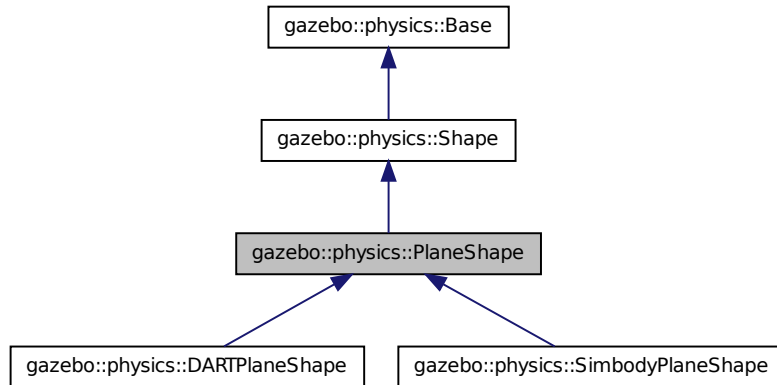 gazebo::physics::Base
gazebo::physics::Shape
gazebo::physics::PlaneShape
gazebo::physics::DARTPlaneShape
gazebo::physics::SimbodyPlaneShape